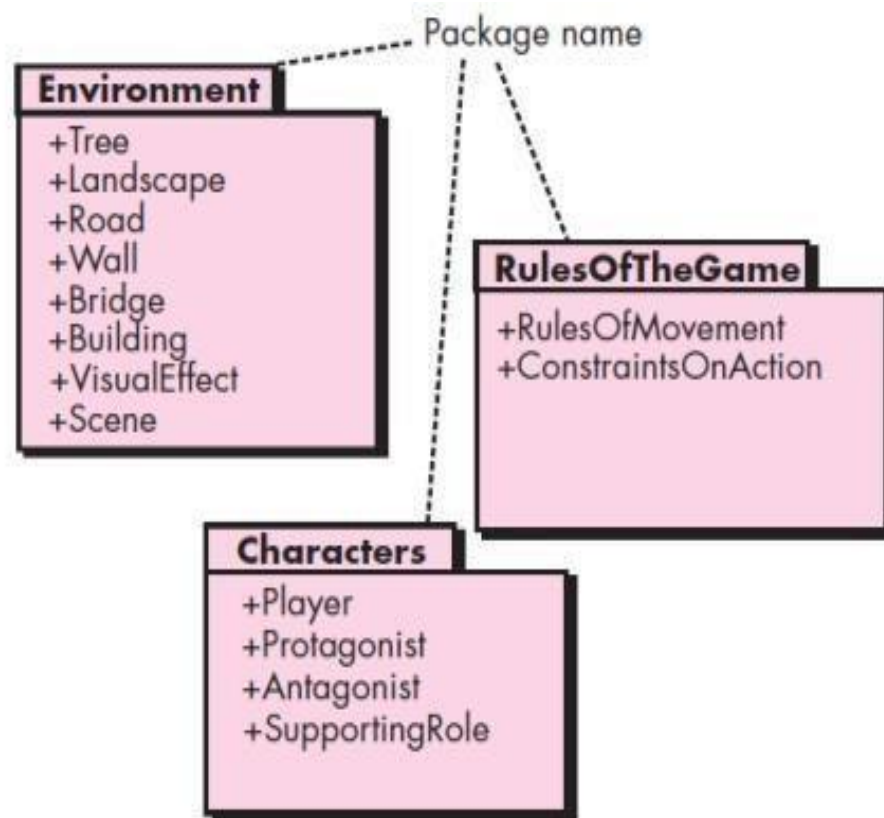 Package name
Environment
+Tree
+Landscape
+Road
+Wall
+Bridge
+Building
+VisualEffect
+Scene
RulesOfTheGame
+RulesOfMovement
+ConstraintsOnAction
Characters
+Player
+Protagonist
+Antagonist
+SupportingRole